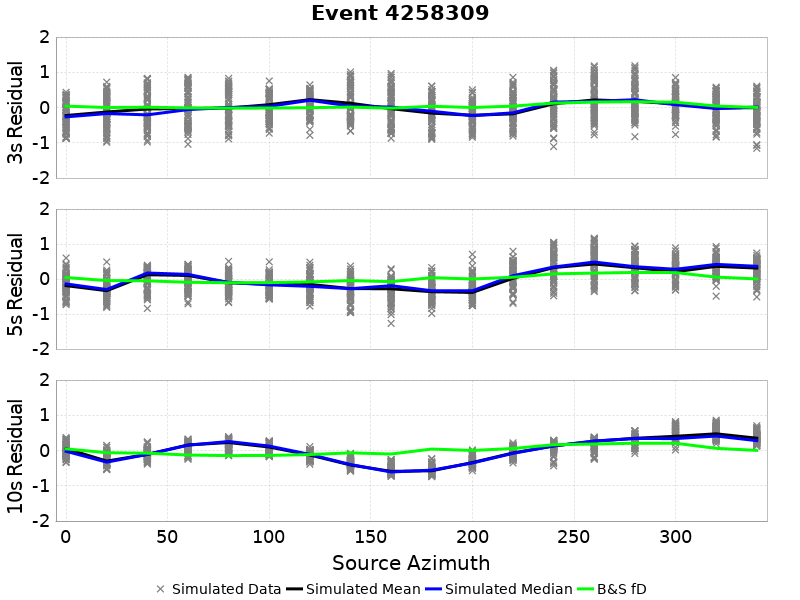 Event 4258309
3s Residual
2
1
0
-1
-2
5s Residual
2
1
0
-1
-2
10s Residual
2
1
0
-1
-2
0 50 100 150 200 250 300
Source Azimuth
Simulated Data Simulated Mean Simulated Median B&S fD